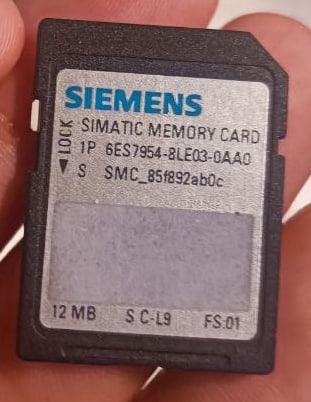 SIEMENS
LOCK
SIMATIC MEMORY CARD
1P 6ES7954-8LE03-0AA0
S SMC_85f892ab0c
12 MB S C-L9 FS:01